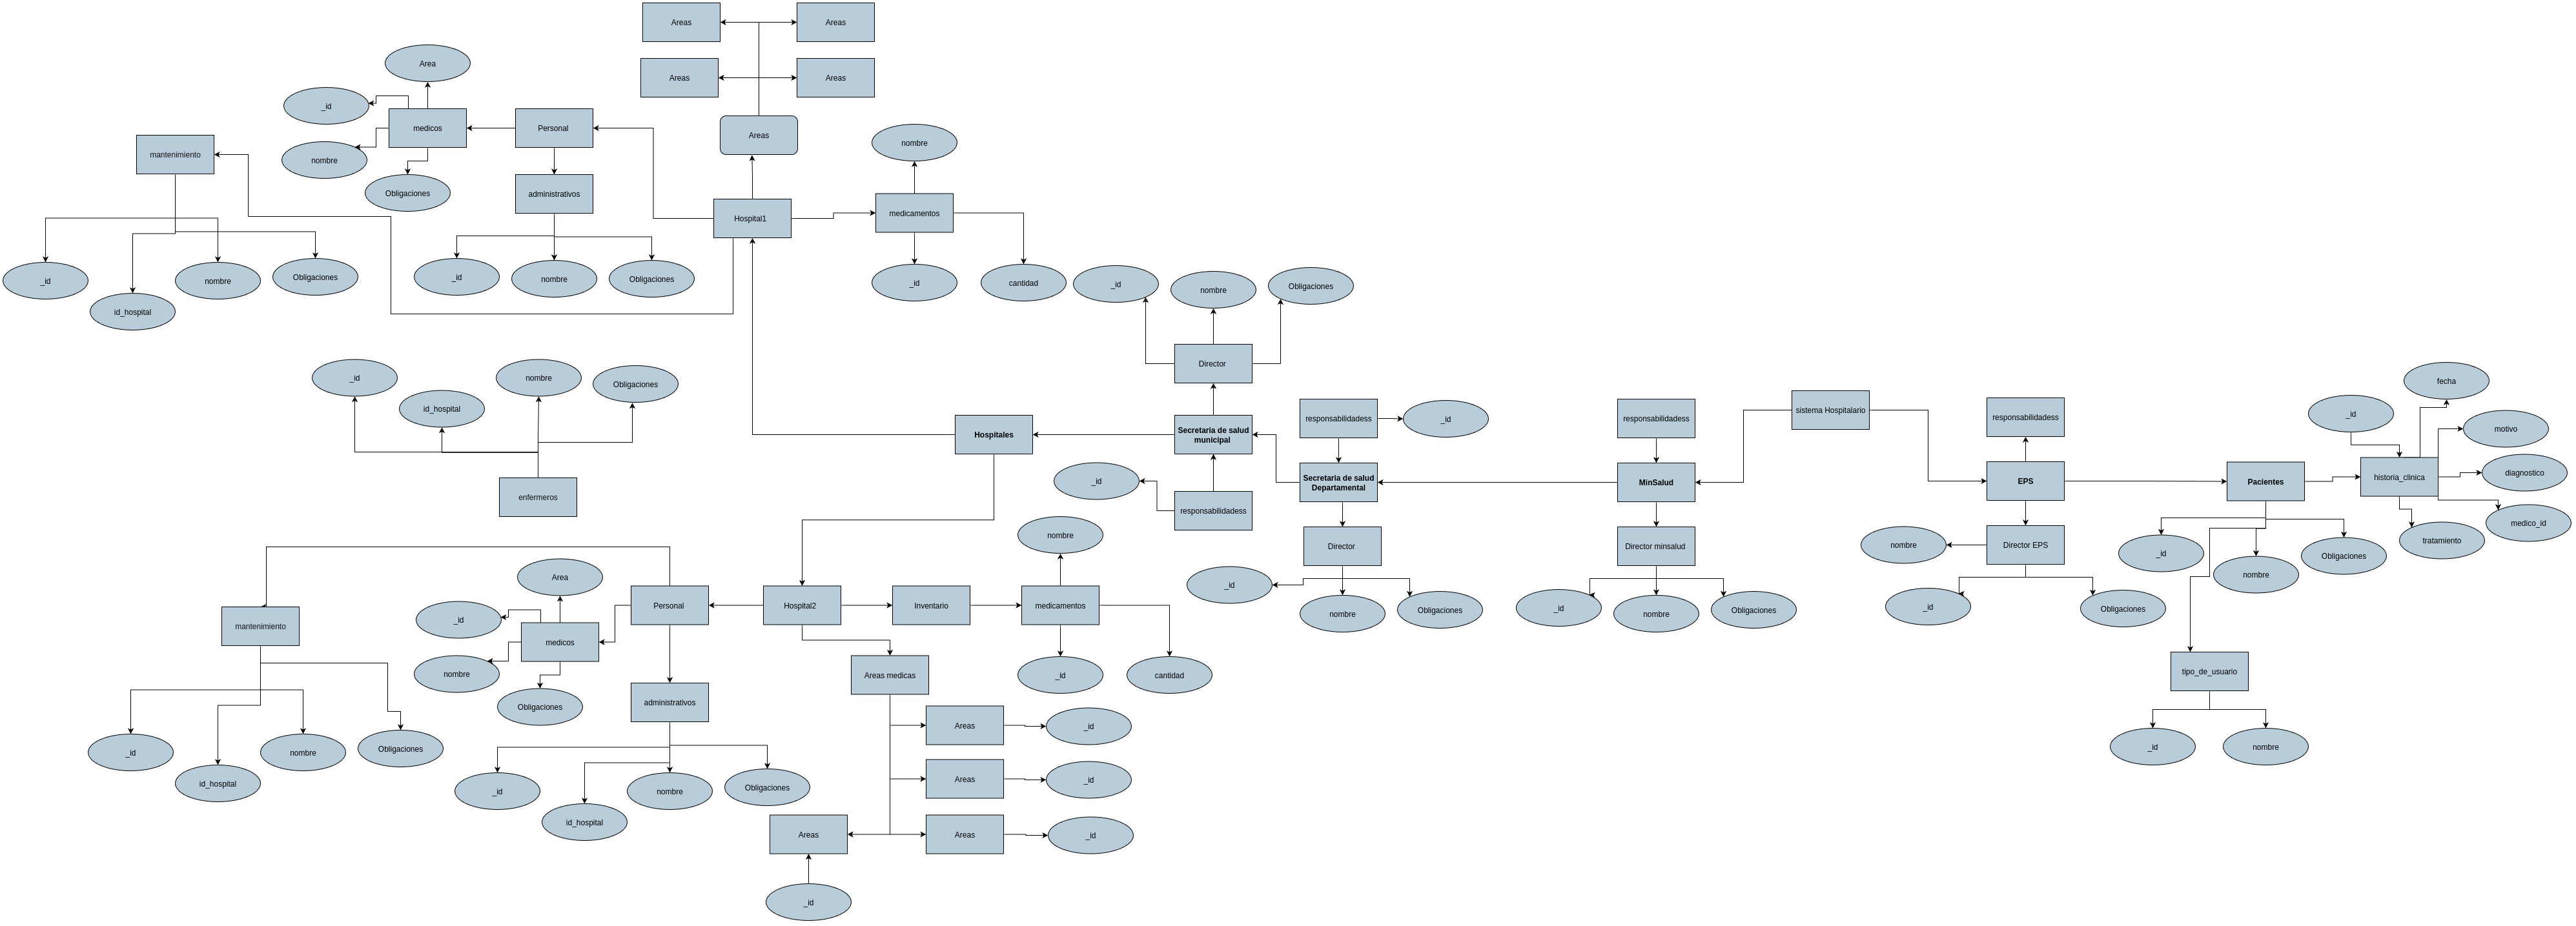 Areas
Areas
Areas
Areas
Areas
Area
_id
medicos
nombre
Obligaciones
Personal
administrativos
_id
nombre
Obligaciones
mantenimiento
_id
id_hospital
nombre
Obligaciones
Hospital1
nombre
medicamentos
_id
cantidad
_id
nombre
Obligaciones
Director
_id
id_hospital
nombre
Obligaciones
enfermeros
Hospitales
Secretaria de salud
municipal
_id
responsabilidadess
responsabilidadess
_id
Secretaria de salud
Departamental
Director
_id
nombre
Obligaciones
responsabilidadess
MinSalud
Director minsalud
_id
nombre
Obligaciones
sistema Hospitalario
responsabilidadess
EPS
Director EPS
nombre
_id
Obligaciones
Pacientes
_id
nombre
Obligaciones
tipo_de_usuario
_id
nombre
_id
fecha
motivo
historia_clinica
diagnostico
medico_id
tratamiento
mantenimiento
_id
id_hospital
nombre
Obligaciones
Area
_id
medicos
nombre
Obligaciones
Personal
administrativos
_id
id_hospital
nombre
Obligaciones
Hospital2
Inventario
nombre
medicamentos
_id
cantidad
Areas medicas
Areas
_id
Areas
_id
Areas
Areas
_id
_id